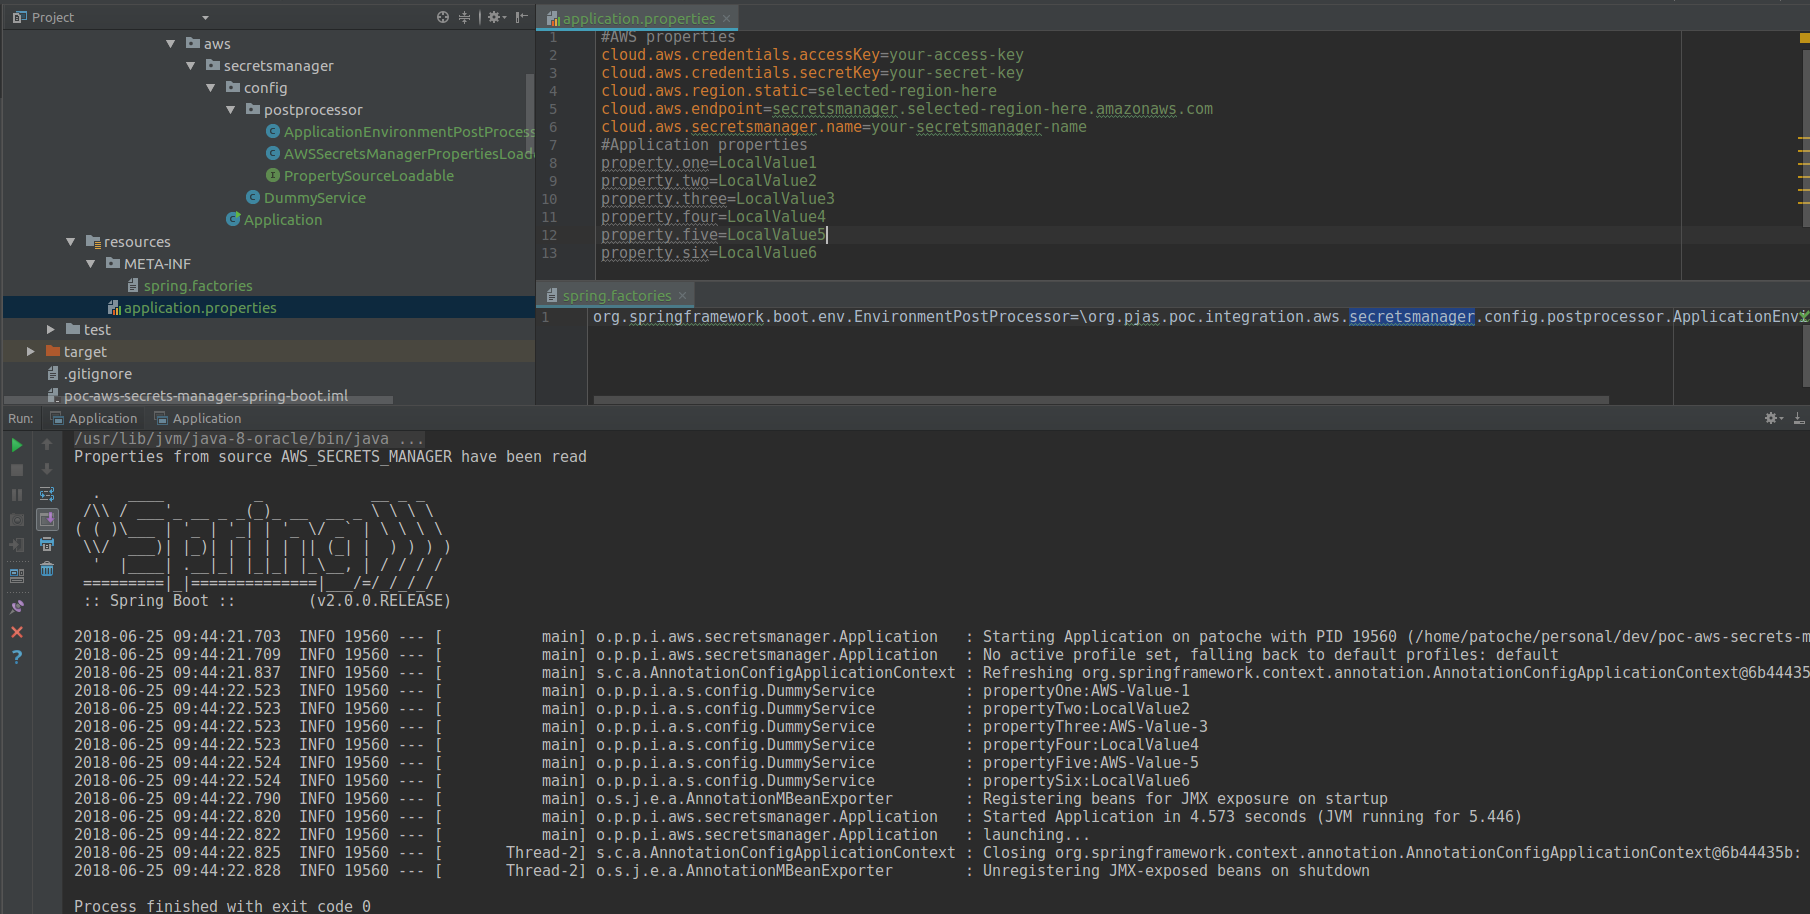 Project
aws
secretsmanager
config
postprocessor
ApplicationEnvironmentPostProcess
AWSSecretsManagerPropertiesLoad
PropertySourceLoadable
DummyService
Application
resources
META-INF
spring.factories
application.properties
test
target
.gitignore
poc-aws-secrets-manager-spring-boot.iml
application.properties
1 #AWS properties
2 cloud.aws.credentials.accessKey=your-access-key
3 cloud.aws.credentials.secretKey=your-secret-key
4 cloud.aws.region.static=selected-region-here
5 cloud.aws.endpoint=secretsmanager.selected-region-here.amazonaws.com
6 cloud.aws.secretsmanager.name=your-secretsmanager-name
7 #Application properties
8 property.one=LocalValue1
9 property.two=LocalValue2
10 property.three=LocalValue3
11 property.four=LocalValue4
12 property.five=LocalValue5
13 property.six=LocalValue6
spring.factories
1 org.springframework.boot.env.EnvironmentPostProcessor=\org.pjas.poc.integration.aws.secretsmanager.config.postprocessor.ApplicationEnvi
Run: Application Application
/usr/lib/jvm/java-8-oracle/bin/java ...
Properties from source AWS_SECRETS_MANAGER have been read
  .   ____          _            __ _ _
 /\\ / ___'_ __ _ _(_)_ __  __ _ \ \ \ \
( ( )\___ | '_ | '_| | '_ \/ _` | \ \ \ \
 \\/  ___)| |_)| | | | | || (_| |  ) ) ) )
  '  |____| .__|_| |_|_| |_\__, | / / / /
 =========|_|==============|___/=/_/_/_/
 :: Spring Boot ::        (v2.0.0.RELEASE)
2018-06-25 09:44:21.703  INFO 19560 --- [           main] o.p.p.i.aws.secretsmanager.Application   : Starting Application on patoche with PID 19560 (/home/patoche/personal/dev/poc-aws-secrets-m
2018-06-25 09:44:21.709  INFO 19560 --- [           main] o.p.p.i.aws.secretsmanager.Application   : No active profile set, falling back to default profiles: default
2018-06-25 09:44:21.837  INFO 19560 --- [           main] s.c.a.AnnotationConfigApplicationContext : Refreshing org.springframework.context.annotation.AnnotationConfigApplicationContext@6b44435
2018-06-25 09:44:22.523  INFO 19560 --- [           main] o.p.p.i.a.s.config.DummyService          : propertyOne:AWS-Value-1
2018-06-25 09:44:22.523  INFO 19560 --- [           main] o.p.p.i.a.s.config.DummyService          : propertyTwo:LocalValue2
2018-06-25 09:44:22.523  INFO 19560 --- [           main] o.p.p.i.a.s.config.DummyService          : propertyThree:AWS-Value-3
2018-06-25 09:44:22.523  INFO 19560 --- [           main] o.p.p.i.a.s.config.DummyService          : propertyFour:LocalValue4
2018-06-25 09:44:22.524  INFO 19560 --- [           main] o.p.p.i.a.s.config.DummyService          : propertyFive:AWS-Value-5
2018-06-25 09:44:22.524  INFO 19560 --- [           main] o.p.p.i.a.s.config.DummyService          : propertySix:LocalValue6
2018-06-25 09:44:22.790  INFO 19560 --- [           main] o.s.j.e.a.AnnotationMBeanExporter        : Registering beans for JMX exposure on startup
2018-06-25 09:44:22.820  INFO 19560 --- [           main] o.p.p.i.aws.secretsmanager.Application   : Started Application in 4.573 seconds (JVM running for 5.446)
2018-06-25 09:44:22.822  INFO 19560 --- [           main] o.p.p.i.aws.secretsmanager.Application   : launching...
2018-06-25 09:44:22.825  INFO 19560 --- [       Thread-2] s.c.a.AnnotationConfigApplicationContext : Closing org.springframework.context.annotation.AnnotationConfigApplicationContext@6b44435b:
2018-06-25 09:44:22.828  INFO 19560 --- [       Thread-2] o.s.j.e.a.AnnotationMBeanExporter        : Unregistering JMX-exposed beans on shutdown
Process finished with exit code 0